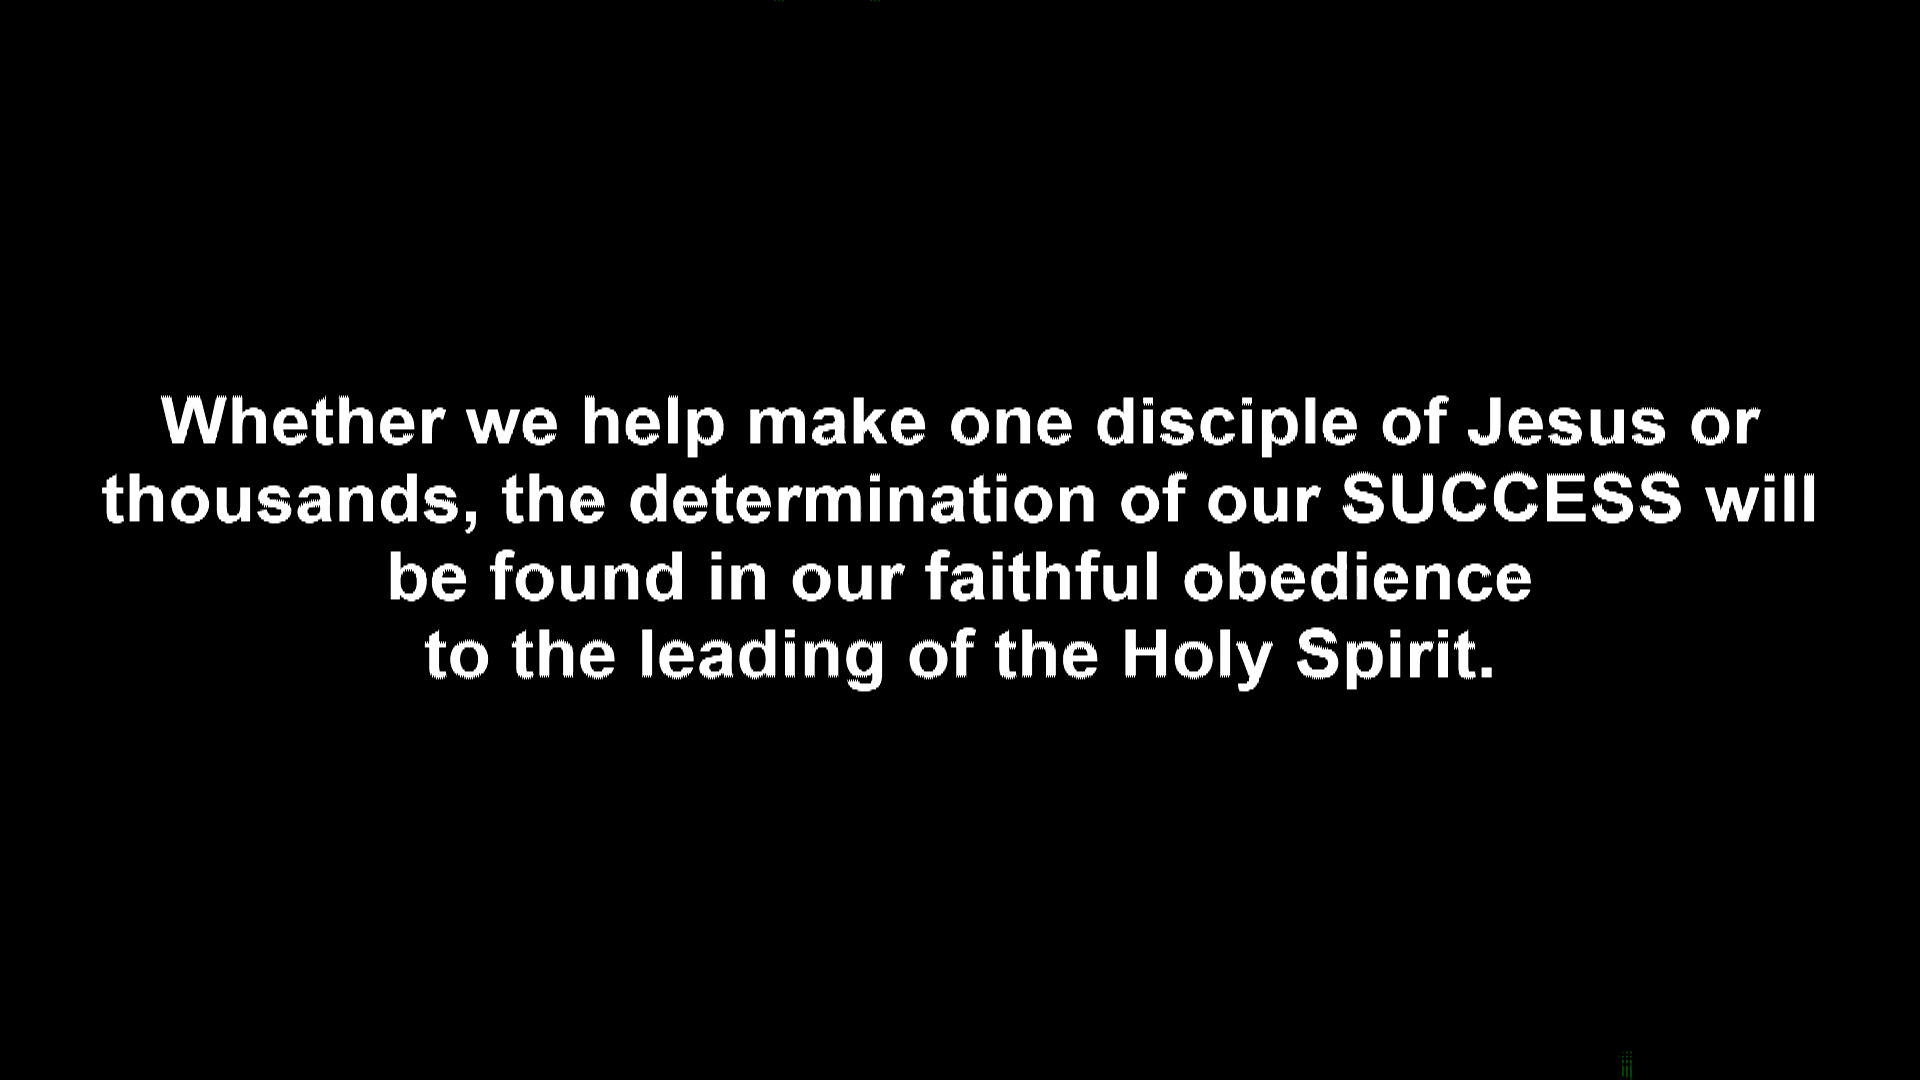 Whether we help make one disciple of Jesus or
thousands, the determination of our SUCCESS will
be found in our faithful obedience
to the leading of the Holy Spirit.